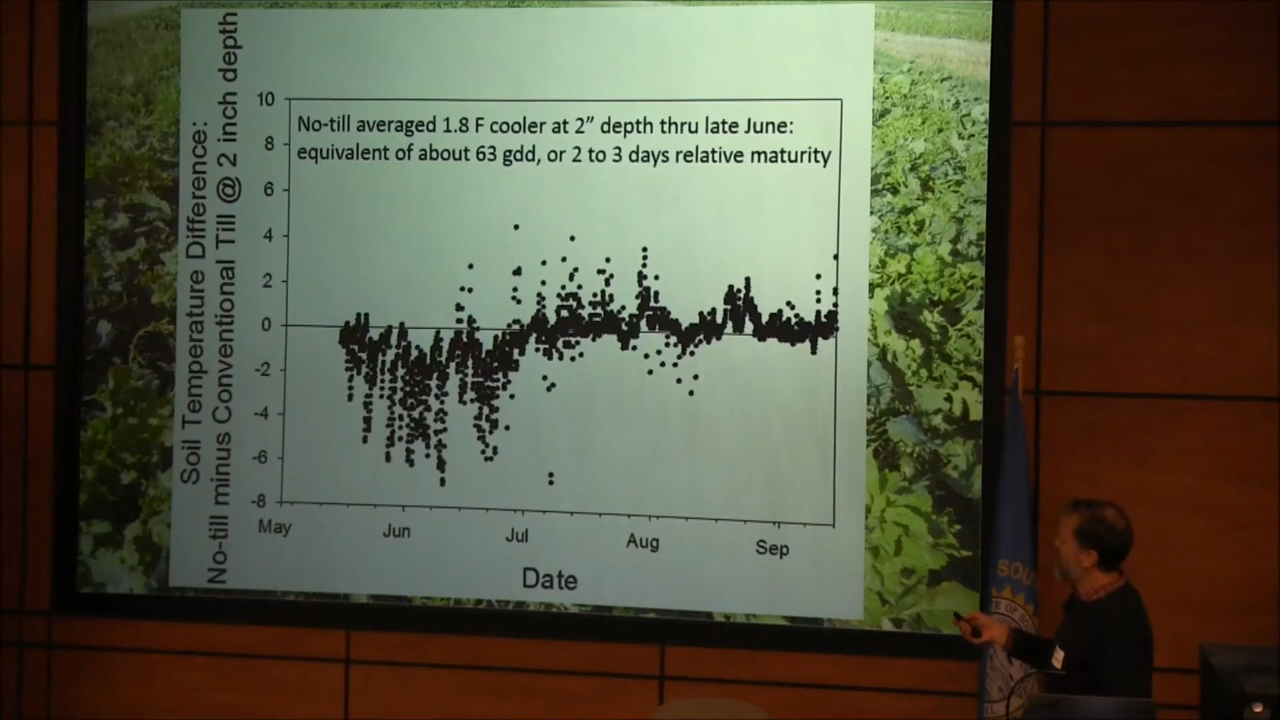 Soil Temperature Difference:
No-till minus Conventional Till @ 2 inch depth
No-till averaged 1.8 F cooler at 2” depth thru late June:
equivalent of about 63 gdd, or 2 to 3 days relative maturity
10
8
6
4
2
0
-2
-4
-6
-8
May Jun Jul Aug Sep
Date
SOU